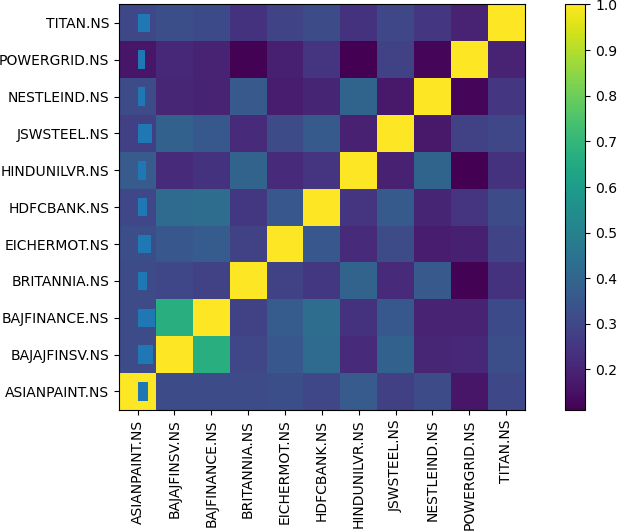 TITAN.NS
POWERGRID.NS
NESTLEIND.NS
JSWSTEEL.NS
HINDUNILVR.NS
HDFCBANK.NS
EICHERMOT.NS
BRITANNIA.NS
BAJFINANCE.NS
BAJAJFINSV.NS
ASIANPAINT.NS
ASIANPAINT.NS
BAJAJFINSV.NS
BAJFINANCE.NS
BRITANNIA.NS
EICHERMOT.NS
HDFCBANK.NS
HINDUNILVR.NS
JSWSTEEL.NS
NESTLEIND.NS
POWERGRID.NS
TITAN.NS
1.0
0.9
0.8
0.7
0.6
0.5
0.4
0.3
0.2